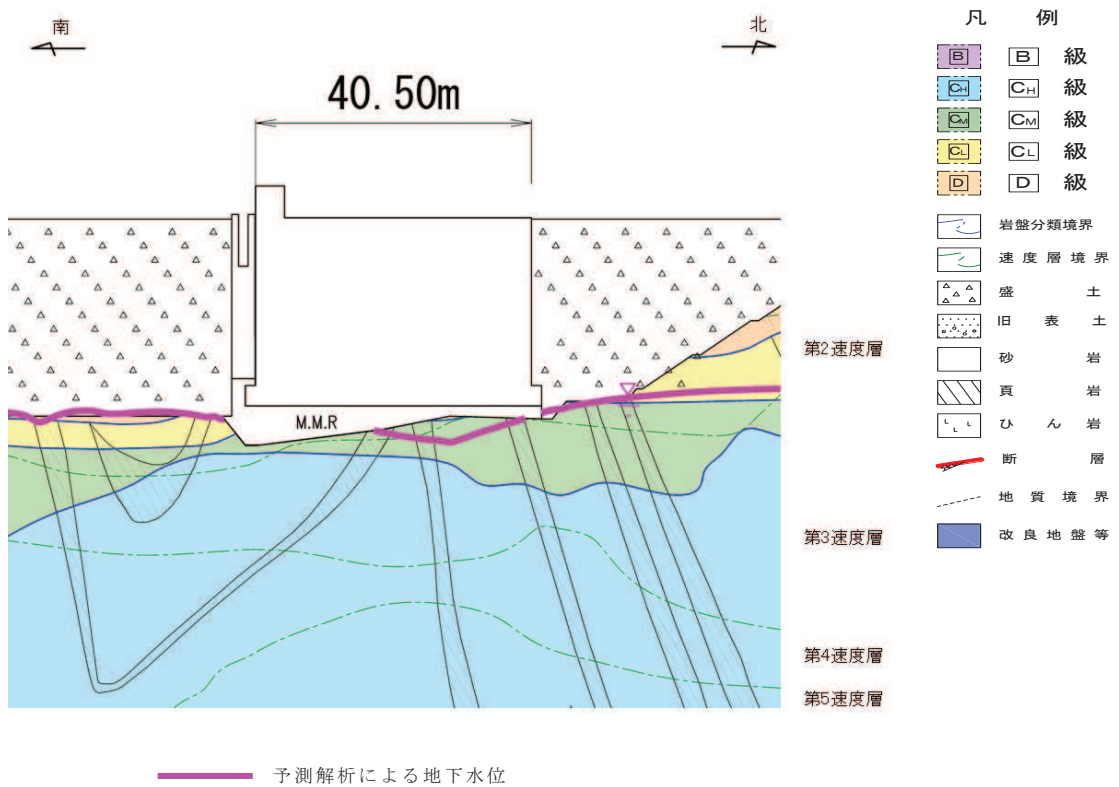 南
北
40.50m
M.M.R
第2速度層
第3速度層
第4速度層
第5速度層
予測解析による地下水位
凡 例
B B 級
CH CH 級
CM CM 級
CL CL 級
D D 級
岩盤分類境界
速度層境界
盛土
旧表土
砂岩
頁岩
ひん岩
断層
地質境界
改良地盤等